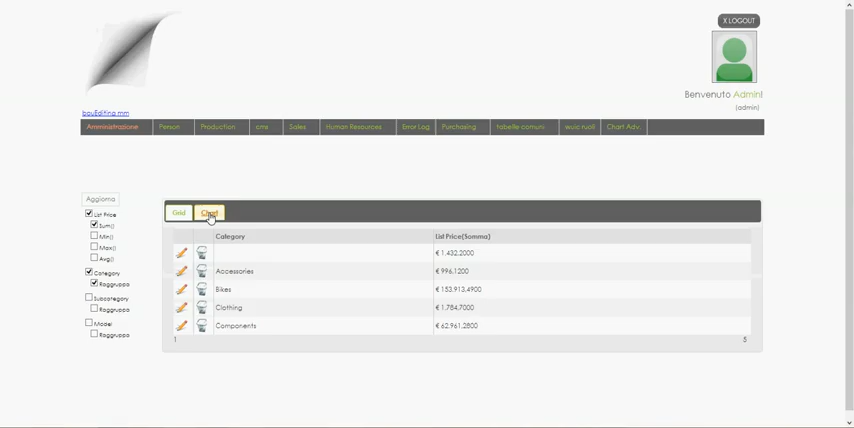 X LOGOUT
Benvenuto Admin!
(admin)
Amministrazione Person Production cms Sales Human Resources Error Log Purchasing tabelle comuni wuic ruoli Chart Adv.
Aggiorna
Grid Chart
List Price
Sum()
Min()
Max()
Avg()
Category
Raggruppa
Subcategory
Raggruppa
Model
Raggruppa
Category List Price(Somma)
€ 1.432,2000
Accessories € 996,1200
Bikes € 153.913,4900
Clothing € 1.784,7000
Components € 62.961,2800
1 5